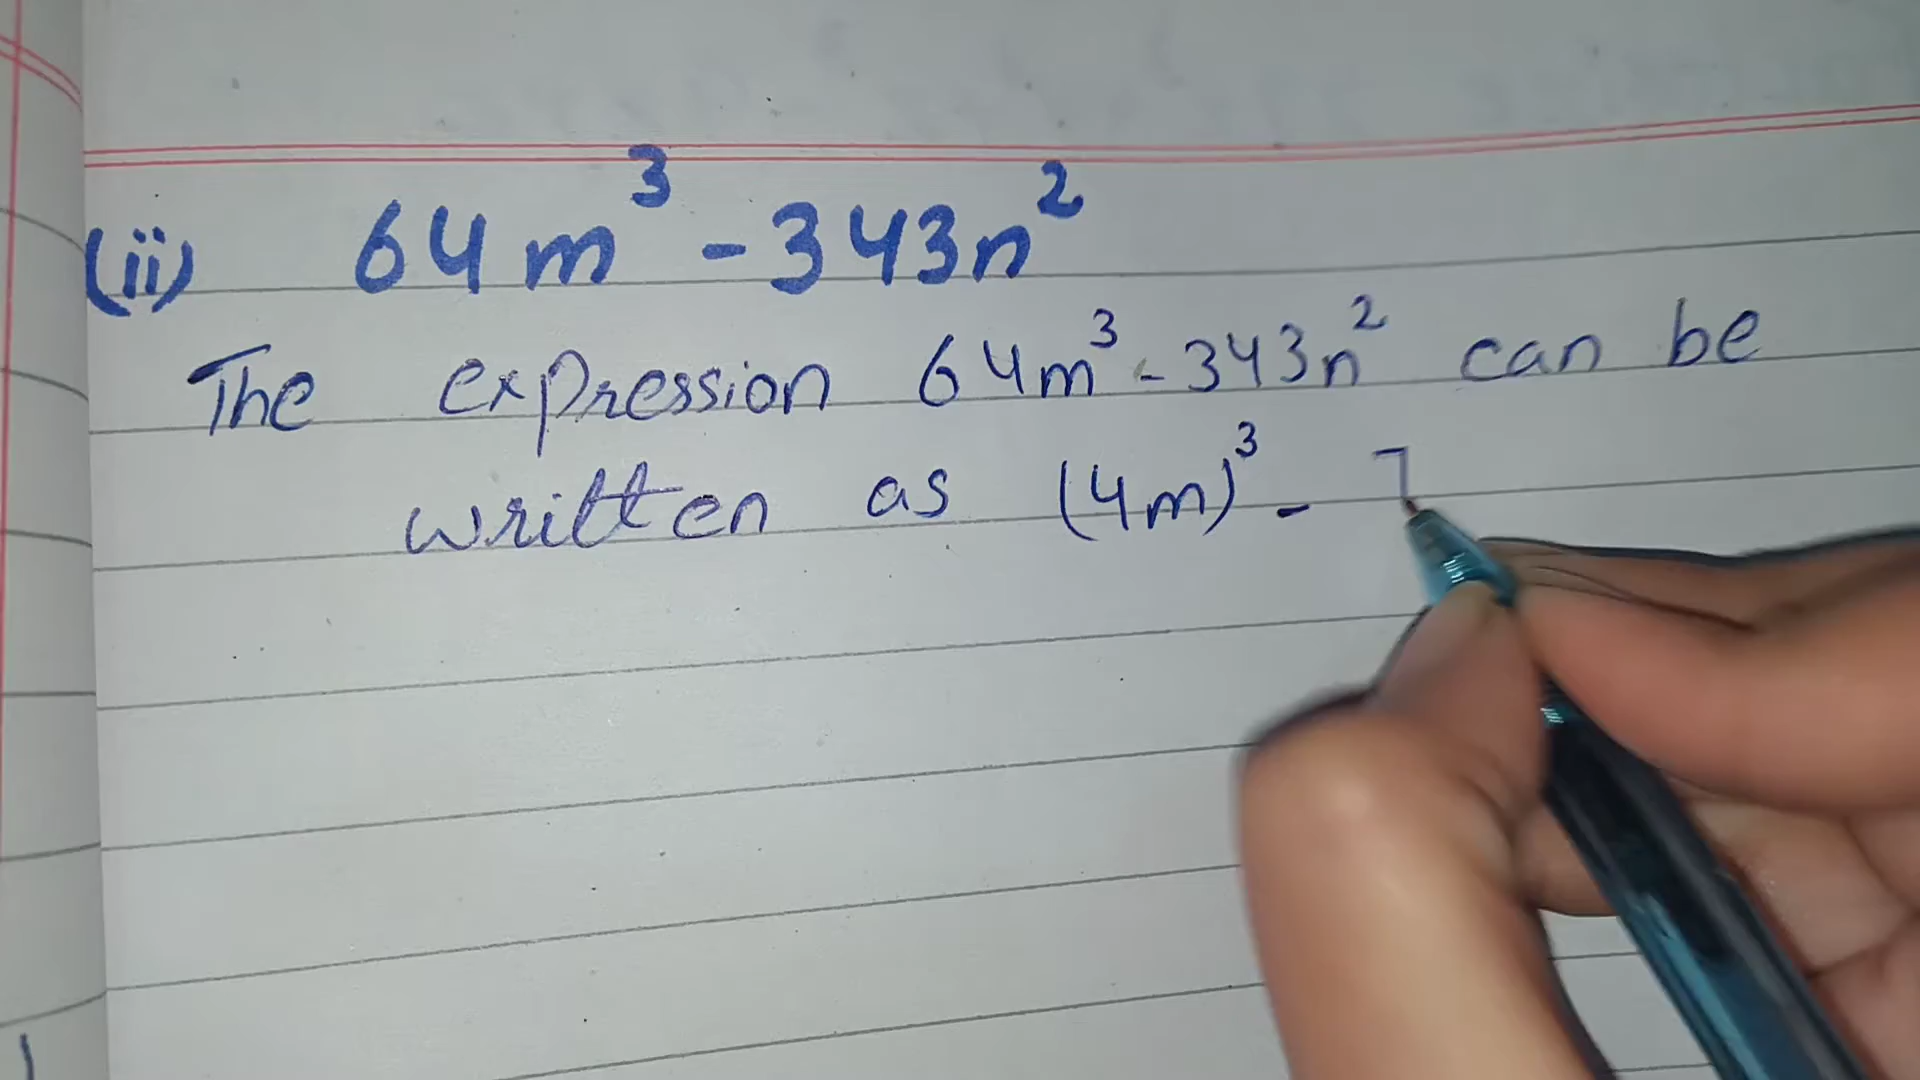 (ii) 64m³ - 343n²
The expression 64m³ - 343n² can be
written as (4m)³ - 7